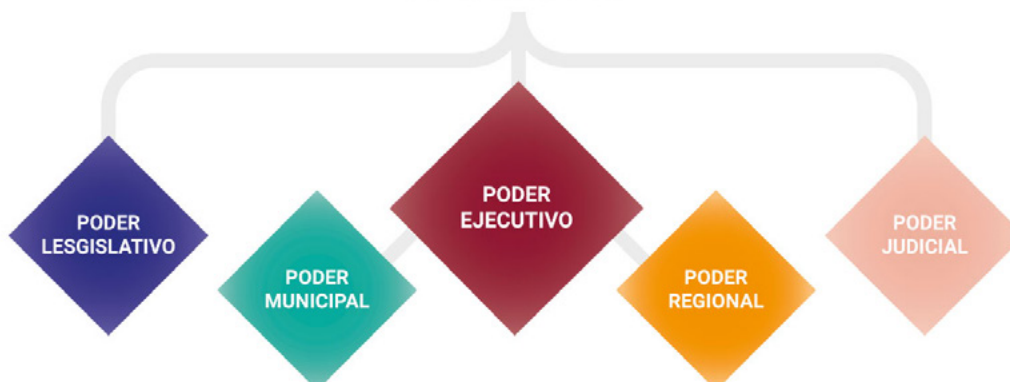 PODER
LESGISLATIVO
PODER
MUNICIPAL
PODER
EJECUTIVO
PODER
REGIONAL
PODER
JUDICIAL